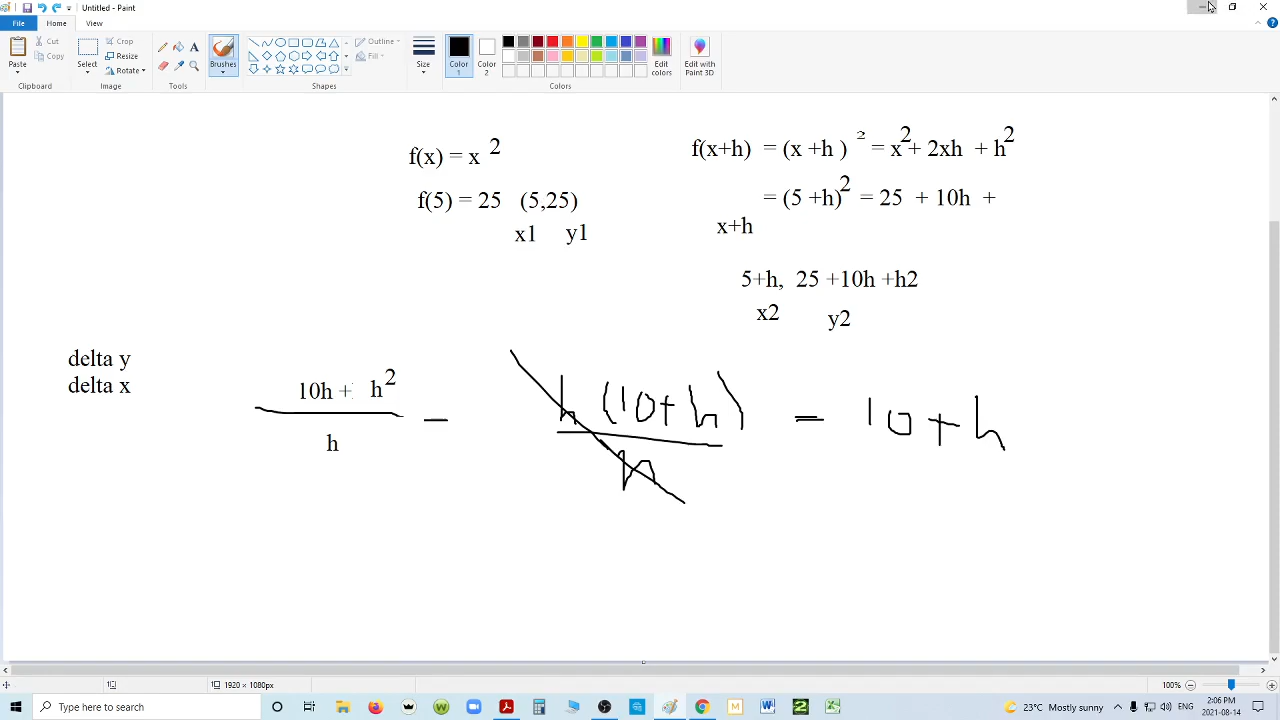 Untitled - Paint
File Home View
Paste Cut Copy Clipboard
Select Crop Resize Rotate Image
Tools
Brushes
Outline Fill Shapes
Size
Color 1 Color 2 Edit colors Colors
Edit with Paint 3D
f(x) = x 2
f(x+h) = (x +h ) 2 = x2 + 2xh + h2
f(5) = 25 (5,25)
= (5 +h)2 = 25 + 10h +
x1 y1
x+h
5+h, 25 +10h +h2
x2 y2
delta y
delta x
10h + h2
h
= h (10+h) = 10+h
h
1920 × 1080px
100%
Type here to search
23°C Mostly sunny
ENG
2:06 PM
2021-08-14